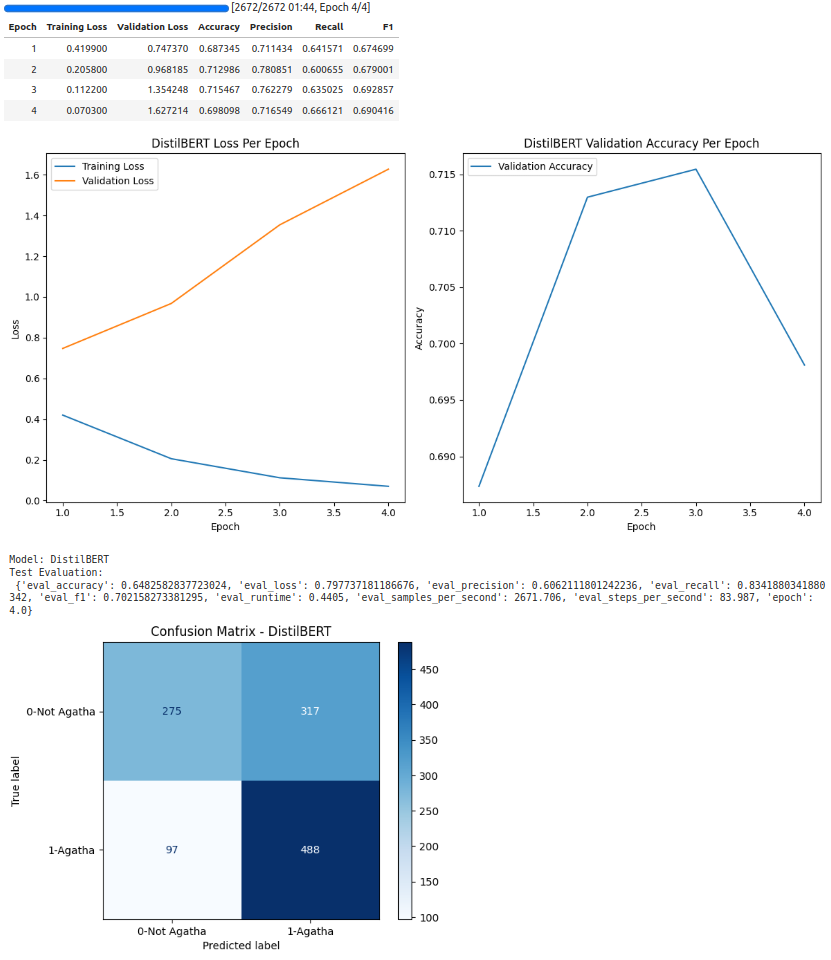 [2672/2672 01:44, Epoch 4/4]
Epoch Training Loss Validation Loss Accuracy Precision Recall F1
1 0.419900 0.747370 0.687345 0.711434 0.641571 0.674699
2 0.205800 0.968185 0.712986 0.780851 0.600655 0.679001
3 0.112200 1.354248 0.715467 0.762279 0.635025 0.692857
4 0.070300 1.627214 0.698098 0.716549 0.666121 0.690416
DistilBERT Loss Per Epoch
Training Loss
Validation Loss
1.6
1.4
1.2
1.0
0.8
0.6
0.4
0.2
0.0
Loss
1.0 1.5 2.0 2.5 3.0 3.5 4.0
Epoch
DistilBERT Validation Accuracy Per Epoch
Validation Accuracy
0.715
0.710
0.705
0.700
0.695
0.690
Accuracy
1.0 1.5 2.0 2.5 3.0 3.5 4.0
Epoch
Model: DistilBERT
Test Evaluation:
{'eval_accuracy': 0.6482582837723024, 'eval_loss': 0.797737181186676, 'eval_precision': 0.6062111801242236, 'eval_recall': 0.8341880341880
342, 'eval_f1': 0.702158273381295, 'eval_runtime': 0.4405, 'eval_samples_per_second': 2671.706, 'eval_steps_per_second': 83.987, 'epoch':
4.0}
Confusion Matrix - DistilBERT
0-Not Agatha 275 317
1-Agatha 97 488
True label
0-Not Agatha 1-Agatha
Predicted label
450
400
350
300
250
200
150
100